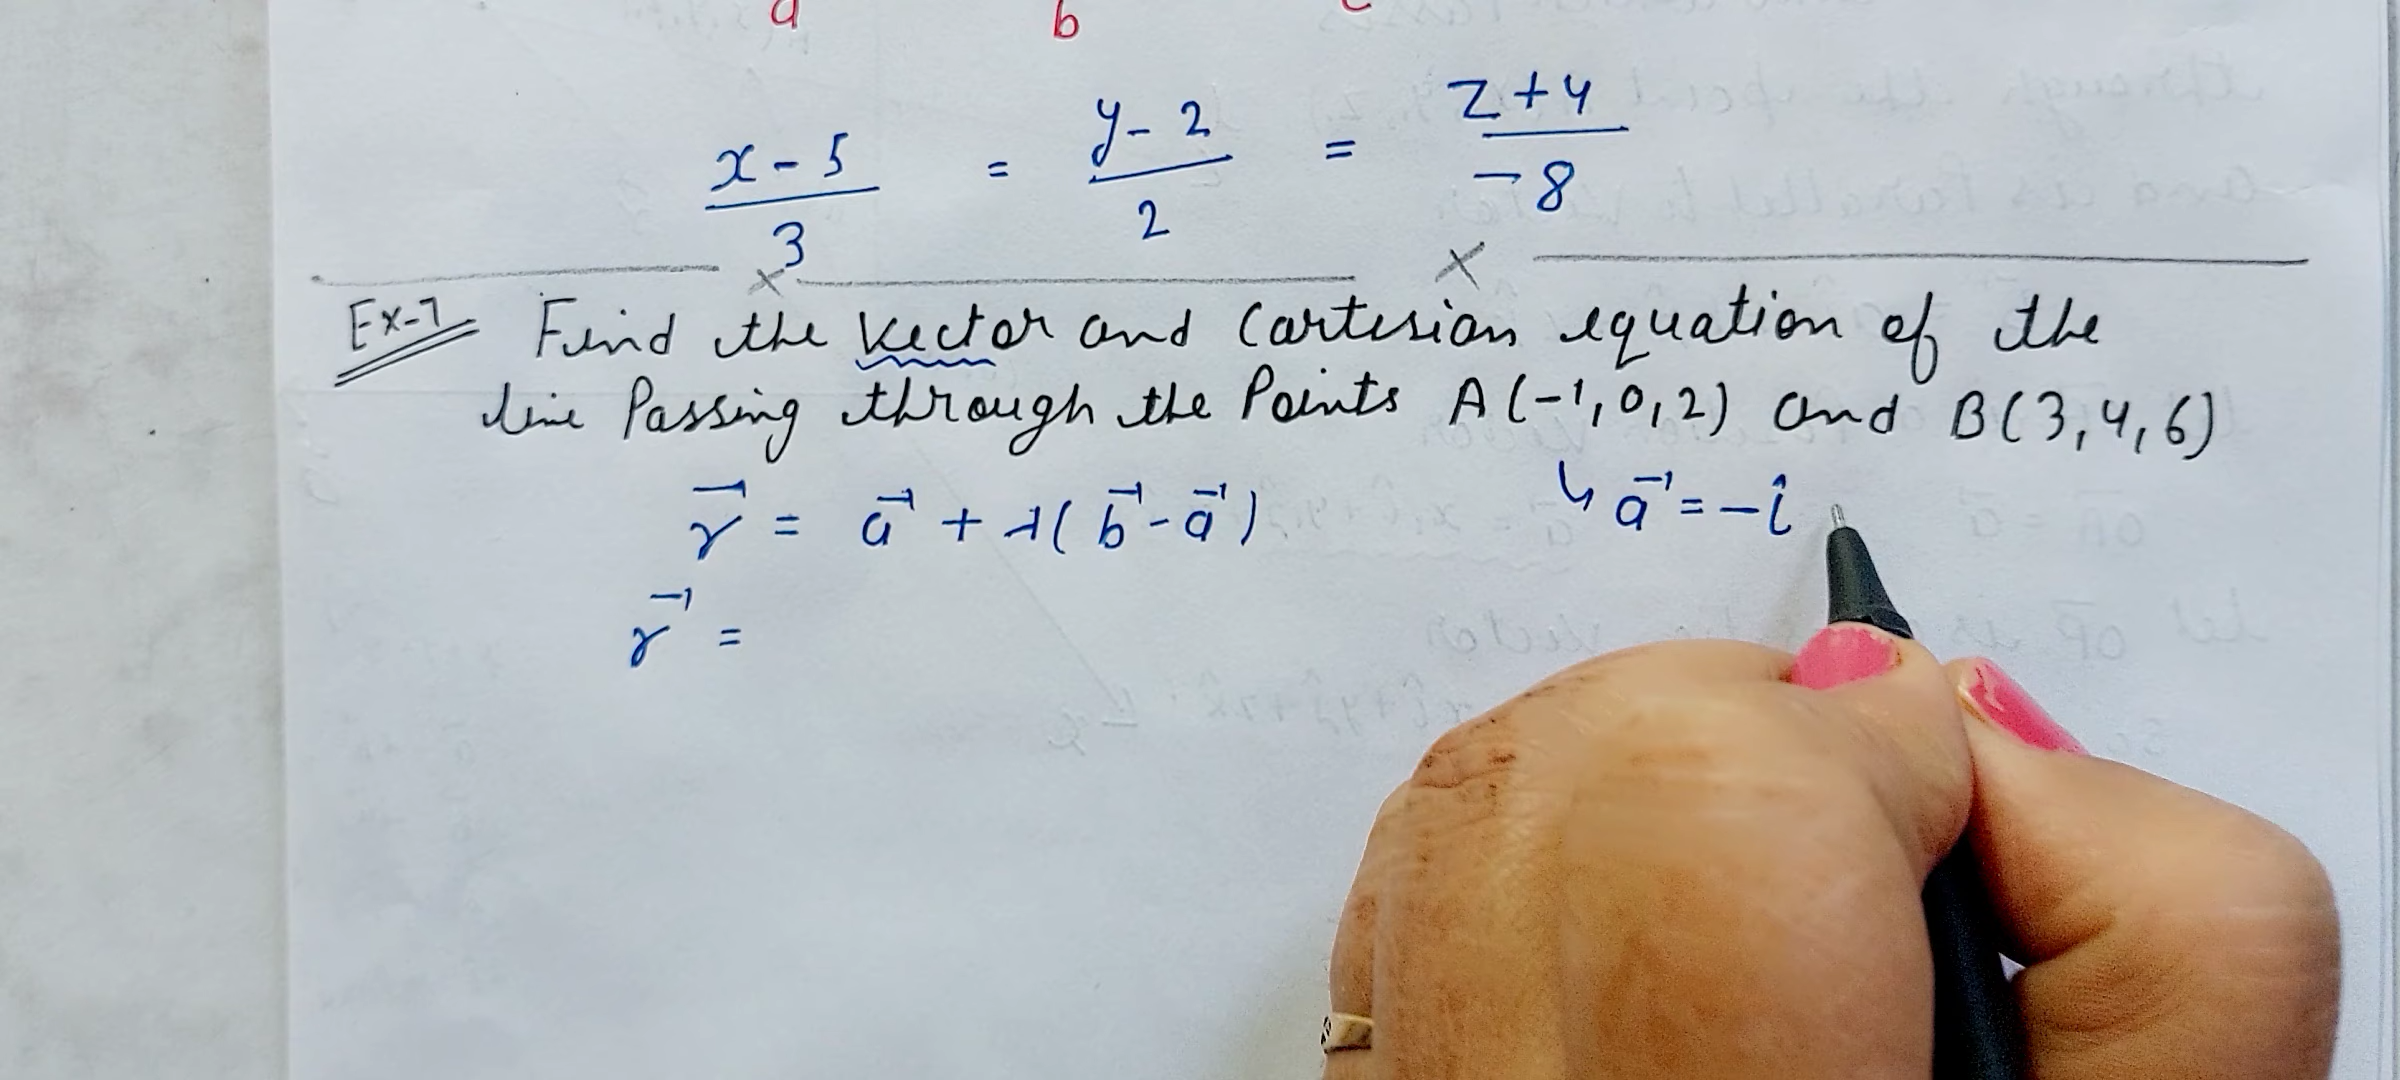 a b c
x - 5 / 3 = y - 2 / 2 = z + 4 / -8
Ex-7 Find the Vector and Cartesian equation of the
line Passing through the Points A(-1,0,2) and B(3,4,6)
r⃗ = a⃗ + λ(b⃗ - a⃗) ↳ a⃗ = -î
r⃗ =